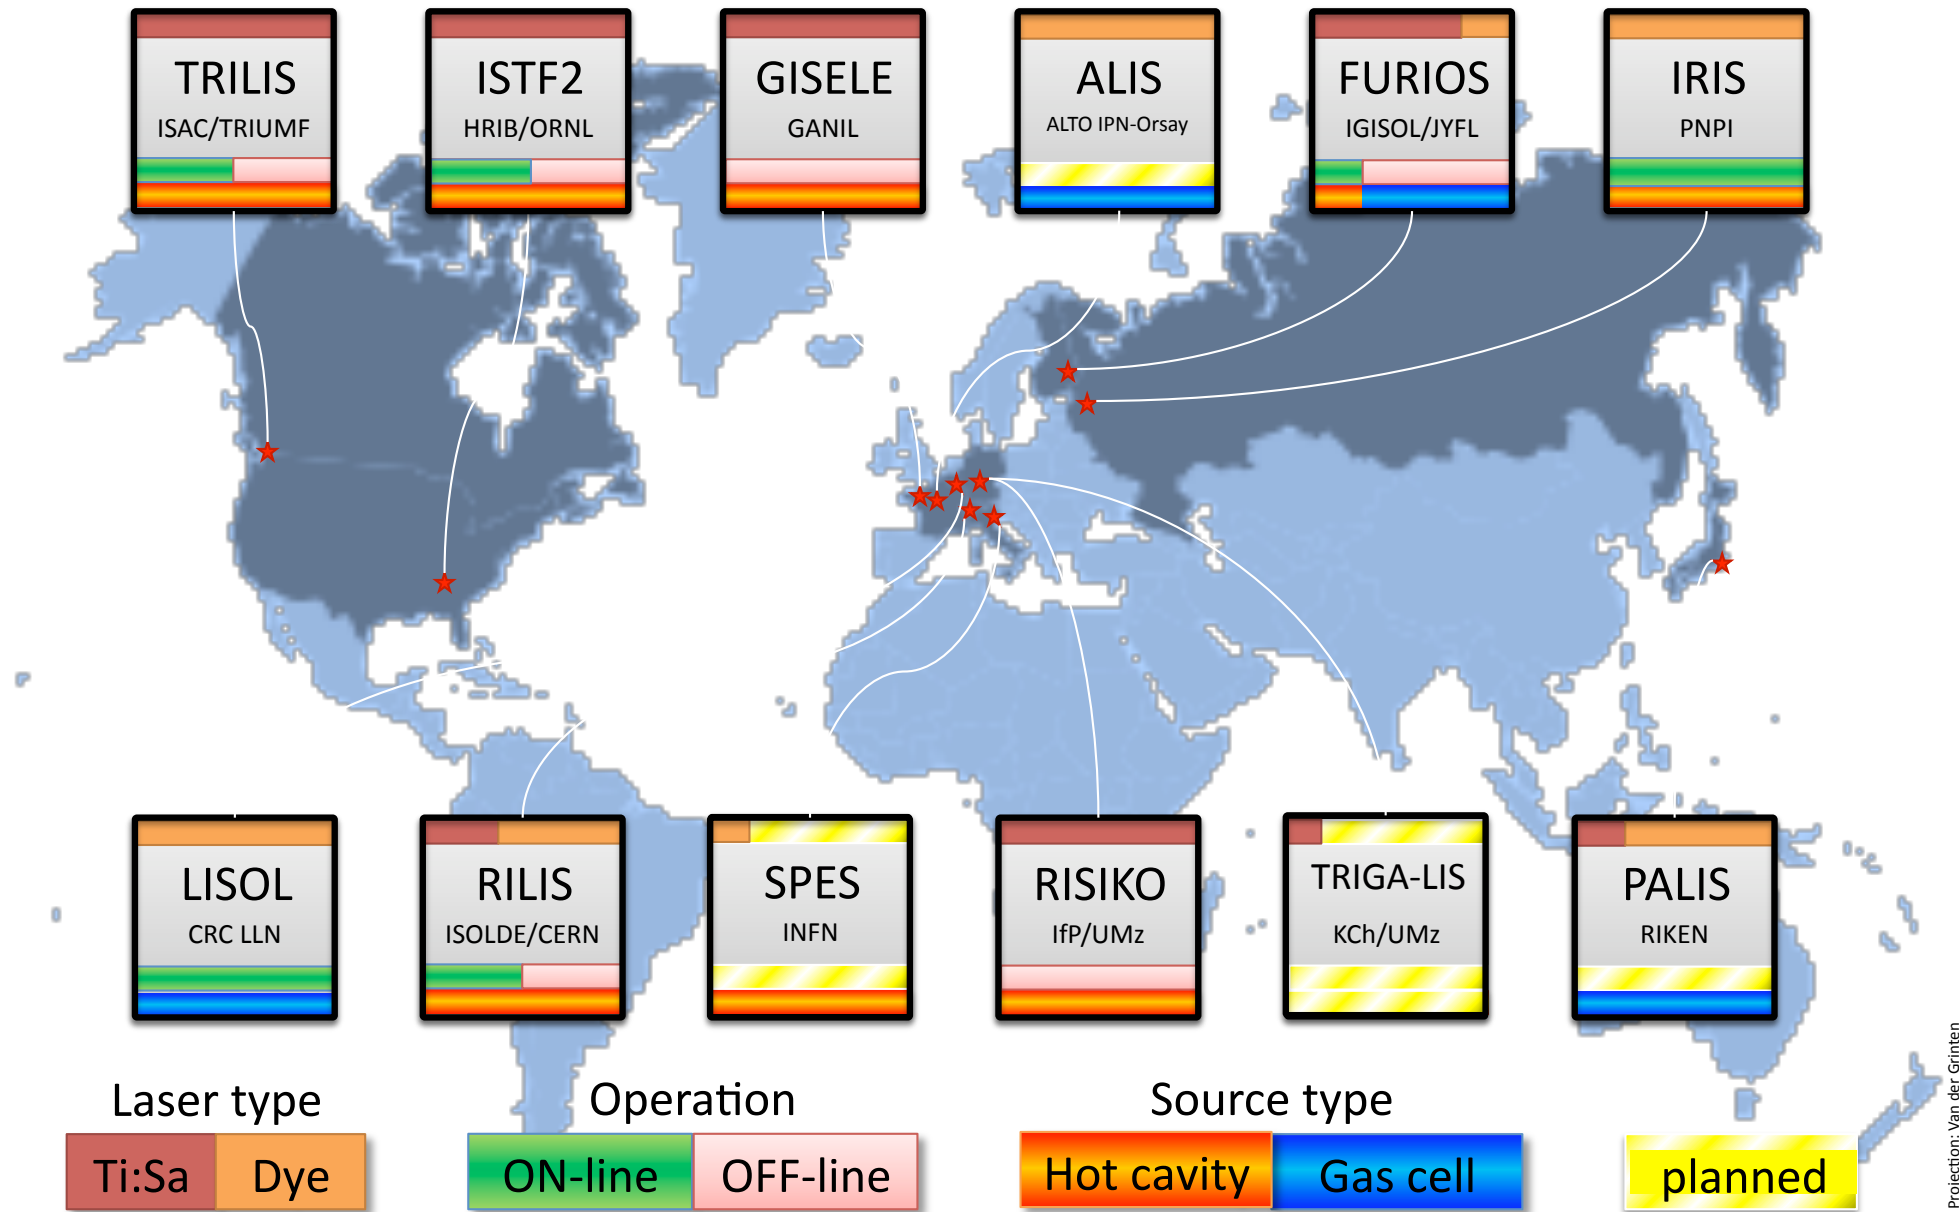 TRILIS
ISAC/TRIUMF
ISTF2
HRIB/ORNL
GISELE
GANIL
ALIS
ALTO IPN-Orsay
FURIOS
IGISOL/JYFL
IRIS
PNPI
LISOL
CRC LLN
RILIS
ISOLDE/CERN
SPES
INFN
RISIKO
IfP/UMz
TRIGA-LIS
KCh/UMz
PALIS
RIKEN
Laser type
Ti:Sa
Dye
Operation
ON-line
OFF-line
Source type
Hot cavity
Gas cell
planned
Projection: Van der Grinten